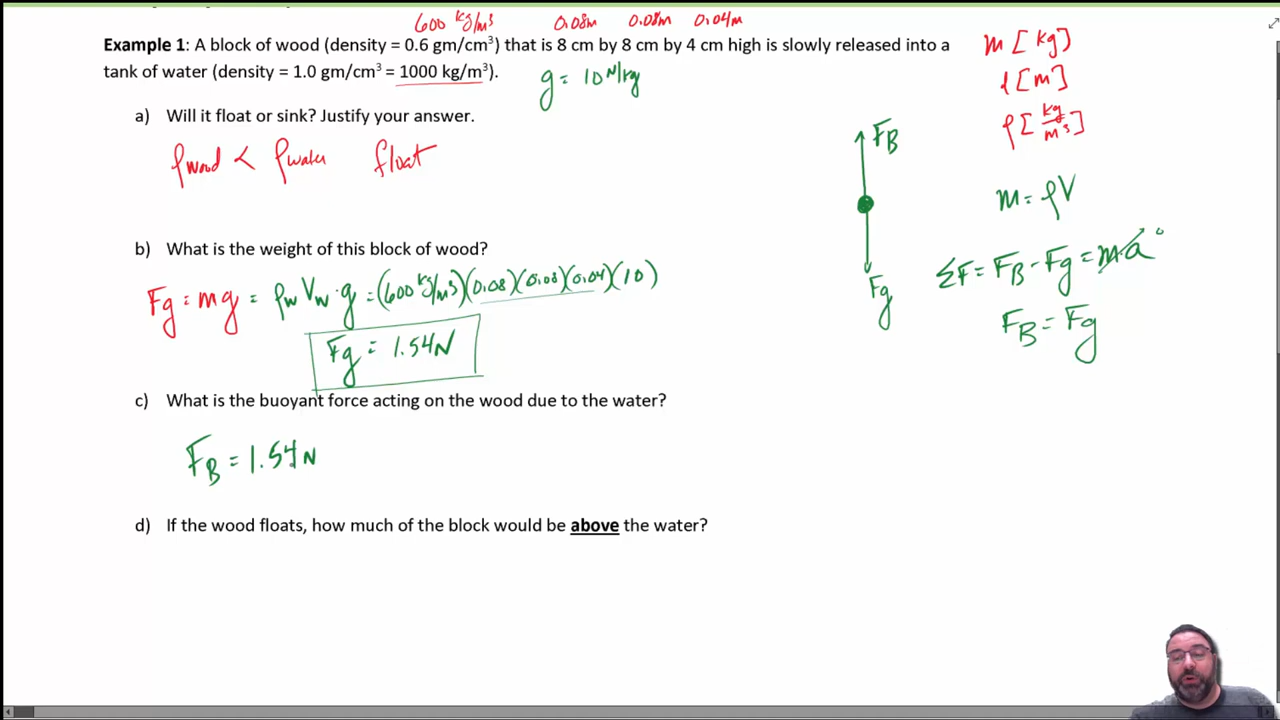 600 kg/m³ 0.08m 0.08m 0.04m
Example 1: A block of wood (density = 0.6 gm/cm³) that is 8 cm by 8 cm by 4 cm high is slowly released into a
tank of water (density = 1.0 gm/cm³ = 1000 kg/m³).
g = 10 N/kg
m [kg]
l [m]
ρ [kg/m³]
a) Will it float or sink? Justify your answer.
ρwood < ρwater float
FB
Fg
m = ρV
ΣF = FB - Fg = ma 0
FB = Fg
b) What is the weight of this block of wood?
Fg = mg = ρw Vw · g = (600 kg/m³)(0.08)(0.08)(0.04)(10)
Fg = 1.54N
c) What is the buoyant force acting on the wood due to the water?
FB = 1.54N
d) If the wood floats, how much of the block would be above the water?